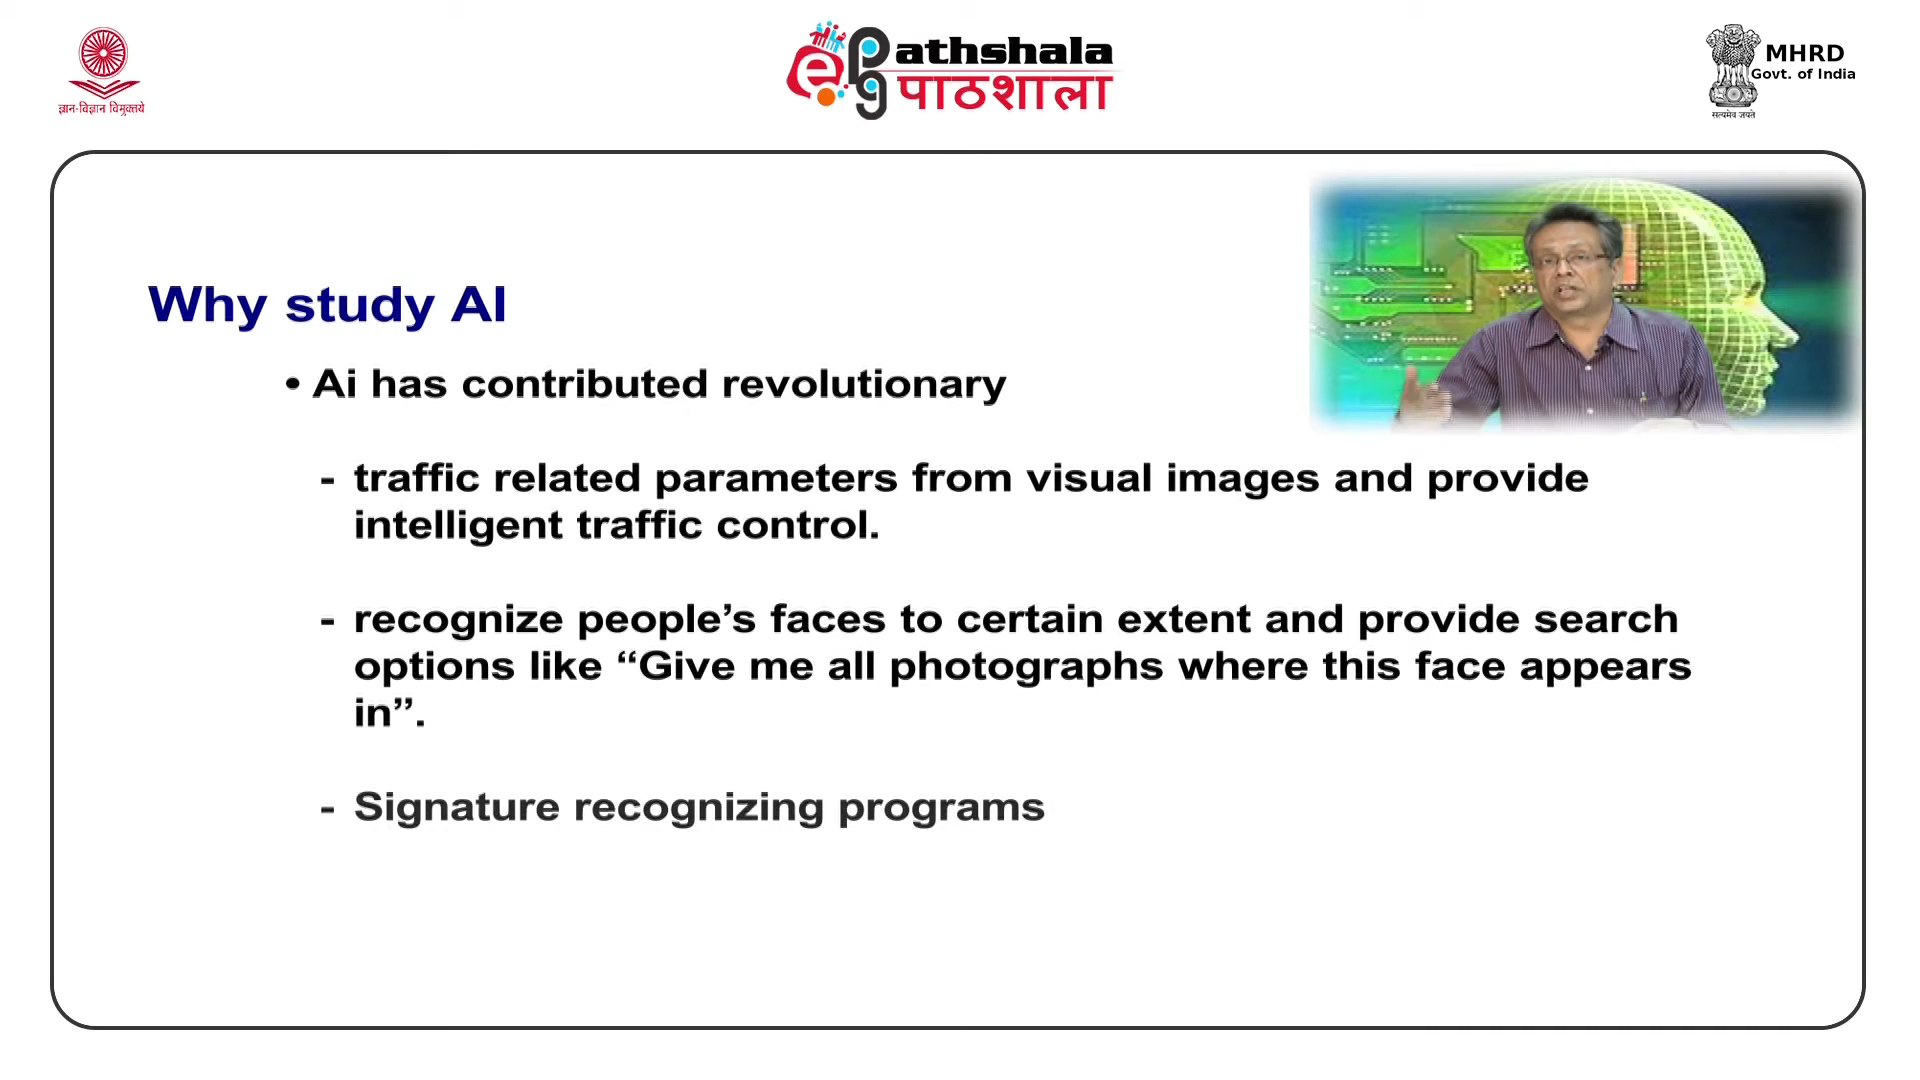 ज्ञान-विज्ञान विमुक्तये
ePG athshala
पाठशाला
MHRD
Govt. of India
सत्यमेव जयते
Why study AI
• Ai has contributed revolutionary
- traffic related parameters from visual images and provide
intelligent traffic control.
- recognize people’s faces to certain extent and provide search
options like “Give me all photographs where this face appears
in”.
- Signature recognizing programs